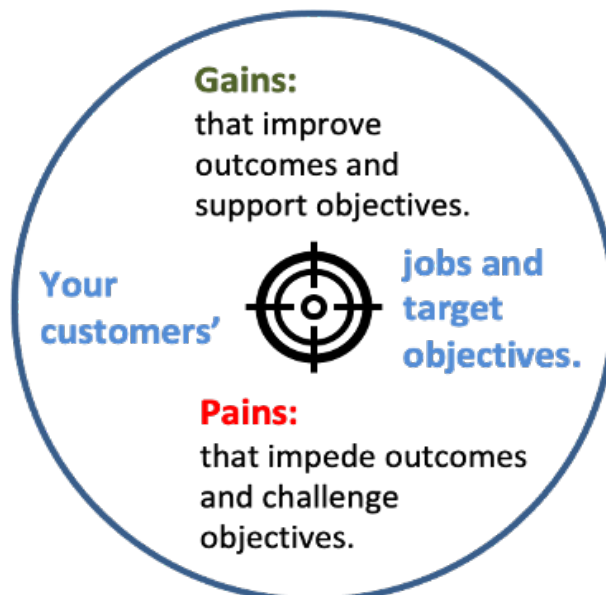 Gains:
that improve
outcomes and
support objectives.
Your
customers’
jobs and
target
objectives.
Pains:
that impede outcomes
and challenge
objectives.